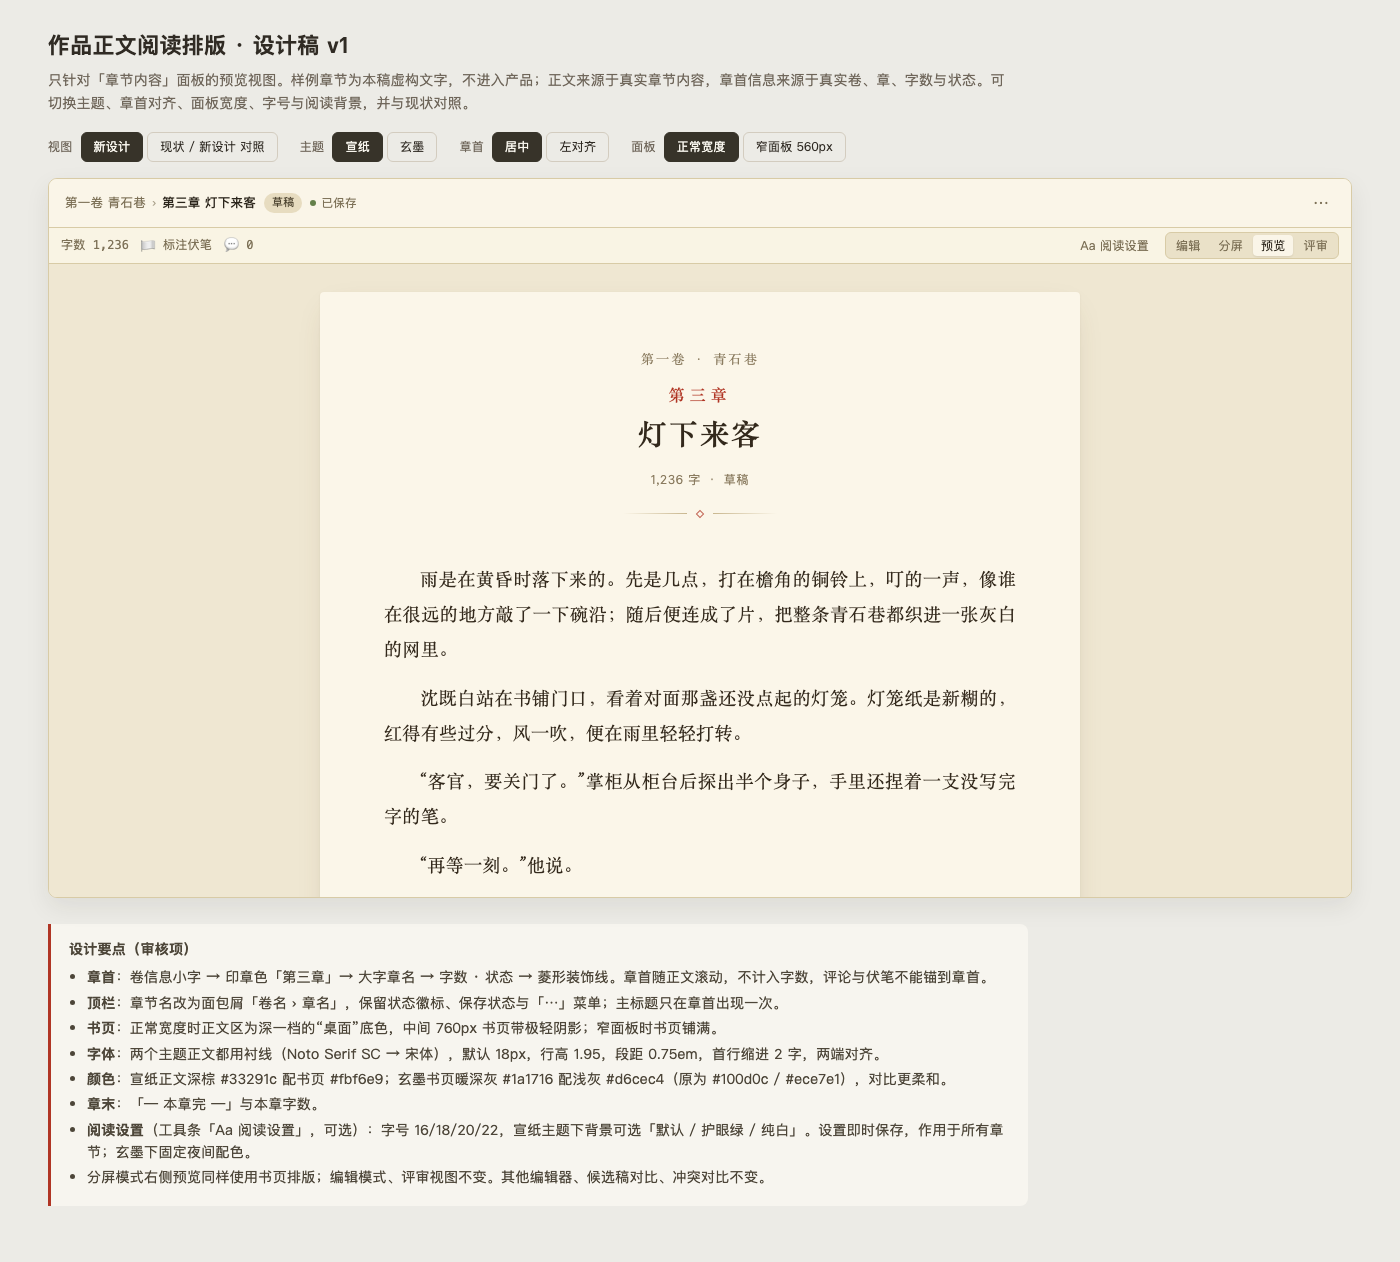 作品正文阅读排版 · 设计稿 v1
只针对「章节内容」面板的预览视图。样例章节为本稿虚构文字，不进入产品；正文来源于真实章节内容，章首信息来源于真实卷、章、字数与状态。可
切换主题、章首对齐、面板宽度、字号与阅读背景，并与现状对照。
视图 新设计 现状 / 新设计 对照 主题 宣纸 玄墨 章首 居中 左对齐 面板 正常宽度 窄面板 560px
第一卷 青石巷 › 第三章 灯下来客 草稿 已保存 ⋯
字数 1,236 标注伏笔 0 Aa 阅读设置 编辑 分屏 预览 评审
第一卷 · 青石巷
第三章
灯下来客
1,236 字 · 草稿
雨是在黄昏时落下来的。先是几点，打在檐角的铜铃上，叮的一声，像谁
在很远的地方敲了一下碗沿；随后便连成了片，把整条青石巷都织进一张灰白
的网里。
沈既白站在书铺门口，看着对面那盏还没点起的灯笼。灯笼纸是新糊的，
红得有些过分，风一吹，便在雨里轻轻打转。
“客官，要关门了。”掌柜从柜台后探出半个身子，手里还捏着一支没写完
字的笔。
“再等一刻。”他说。
设计要点（审核项）
• 章首：卷信息小字 → 印章色「第三章」→ 大字章名 → 字数 · 状态 → 菱形装饰线。章首随正文滚动，不计入字数，评论与伏笔不能锚到章首。
• 顶栏：章节名改为面包屑「卷名 › 章名」，保留状态徽标、保存状态与「⋯」菜单；主标题只在章首出现一次。
• 书页：正常宽度时正文区为深一档的“桌面”底色，中间 760px 书页带极轻阴影；窄面板时书页铺满。
• 字体：两个主题正文都用衬线（Noto Serif SC → 宋体），默认 18px，行高 1.95，段距 0.75em，首行缩进 2 字，两端对齐。
• 颜色：宣纸正文深棕 #33291c 配书页 #fbf6e9；玄墨书页暖深灰 #1a1716 配浅灰 #d6cec4（原为 #100d0c / #ece7e1），对比更柔和。
• 章末：「— 本章完 —」与本章字数。
• 阅读设置（工具条「Aa 阅读设置」，可选）：字号 16/18/20/22，宣纸主题下背景可选「默认 / 护眼绿 / 纯白」。设置即时保存，作用于所有章
节；玄墨下固定夜间配色。
• 分屏模式右侧预览同样使用书页排版；编辑模式、评审视图不变。其他编辑器、候选稿对比、冲突对比不变。